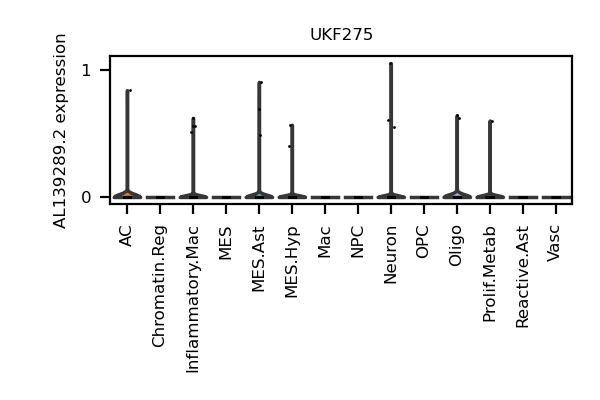 UKF275
AL139289.2 expression
1
0
AC
Chromatin.Reg
Inflammatory.Mac
MES
MES.Ast
MES.Hyp
Mac
NPC
Neuron
OPC
Oligo
Prolif.Metab
Reactive.Ast
Vasc